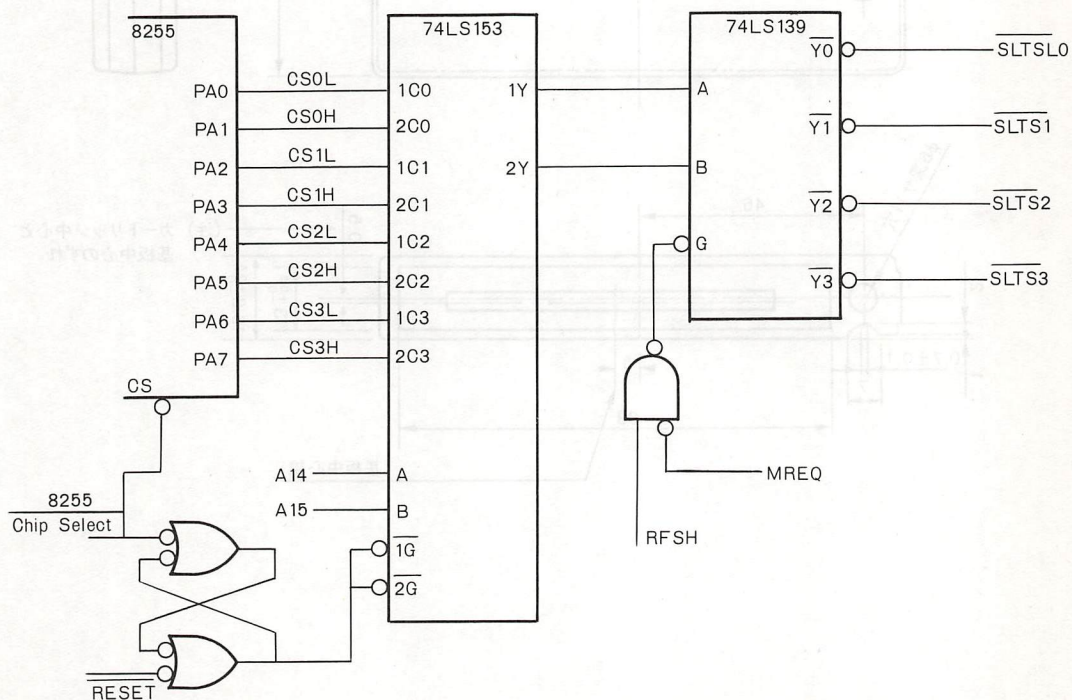 8255
PA0
PA1
PA2
PA3
PA4
PA5
PA6
PA7
CS
CS0L
CS0H
CS1L
CS1H
CS2L
CS2H
CS3L
CS3H
74LS153
1C0
2C0
1C1
2C1
1C2
2C2
1C3
2C3
1Y
2Y
A14
A
A15
B
1G
2G
74LS139
A
B
G
Y0
Y1
Y2
Y3
SLTSL0
SLTS1
SLTS2
SLTS3
MREQ
RFSH
8255
Chip Select
RESET